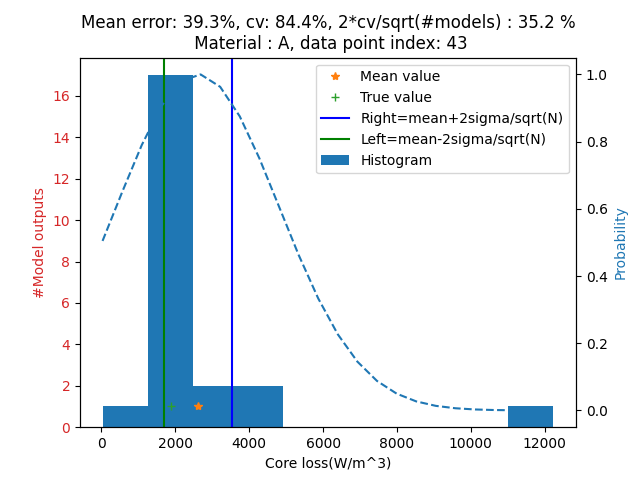 Mean error: 39.3%, cv: 84.4%, 2*cv/sqrt(#models) : 35.2 %
Material : A, data point index: 43
Mean value
True value
Right=mean+2sigma/sqrt(N)
Left=mean-2sigma/sqrt(N)
Histogram
#Model outputs
16
14
12
10
8
6
4
2
0
1.0
0.8
0.6
0.4
0.2
0.0
Probability
0
2000
4000
6000
8000
10000
12000
Core loss(W/m^3)